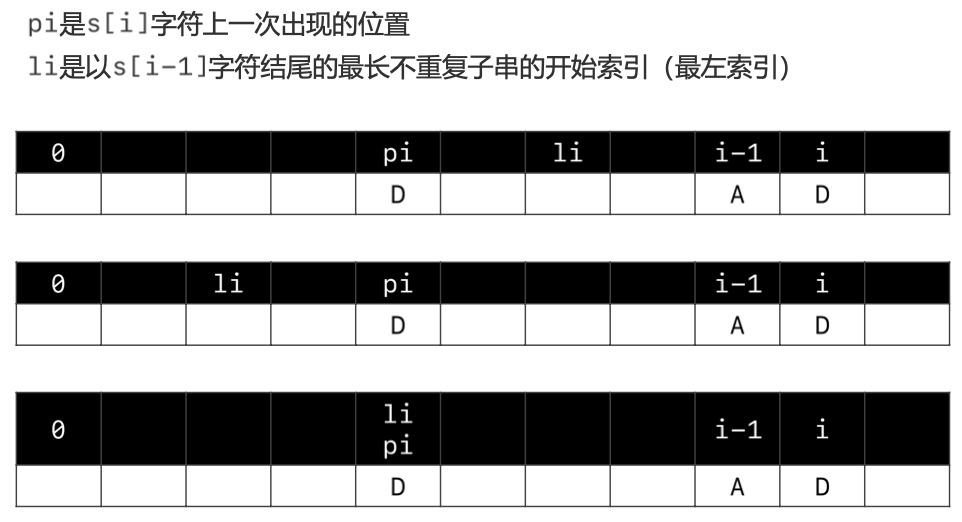 pi是s[i]字符上一次出现的位置
li是以s[i-1]字符结尾的最长不重复子串的开始索引（最左索引）
0 pi li i-1 i
D A D
0 li pi i-1 i
D A D
li
0 pi i-1 i
D A D